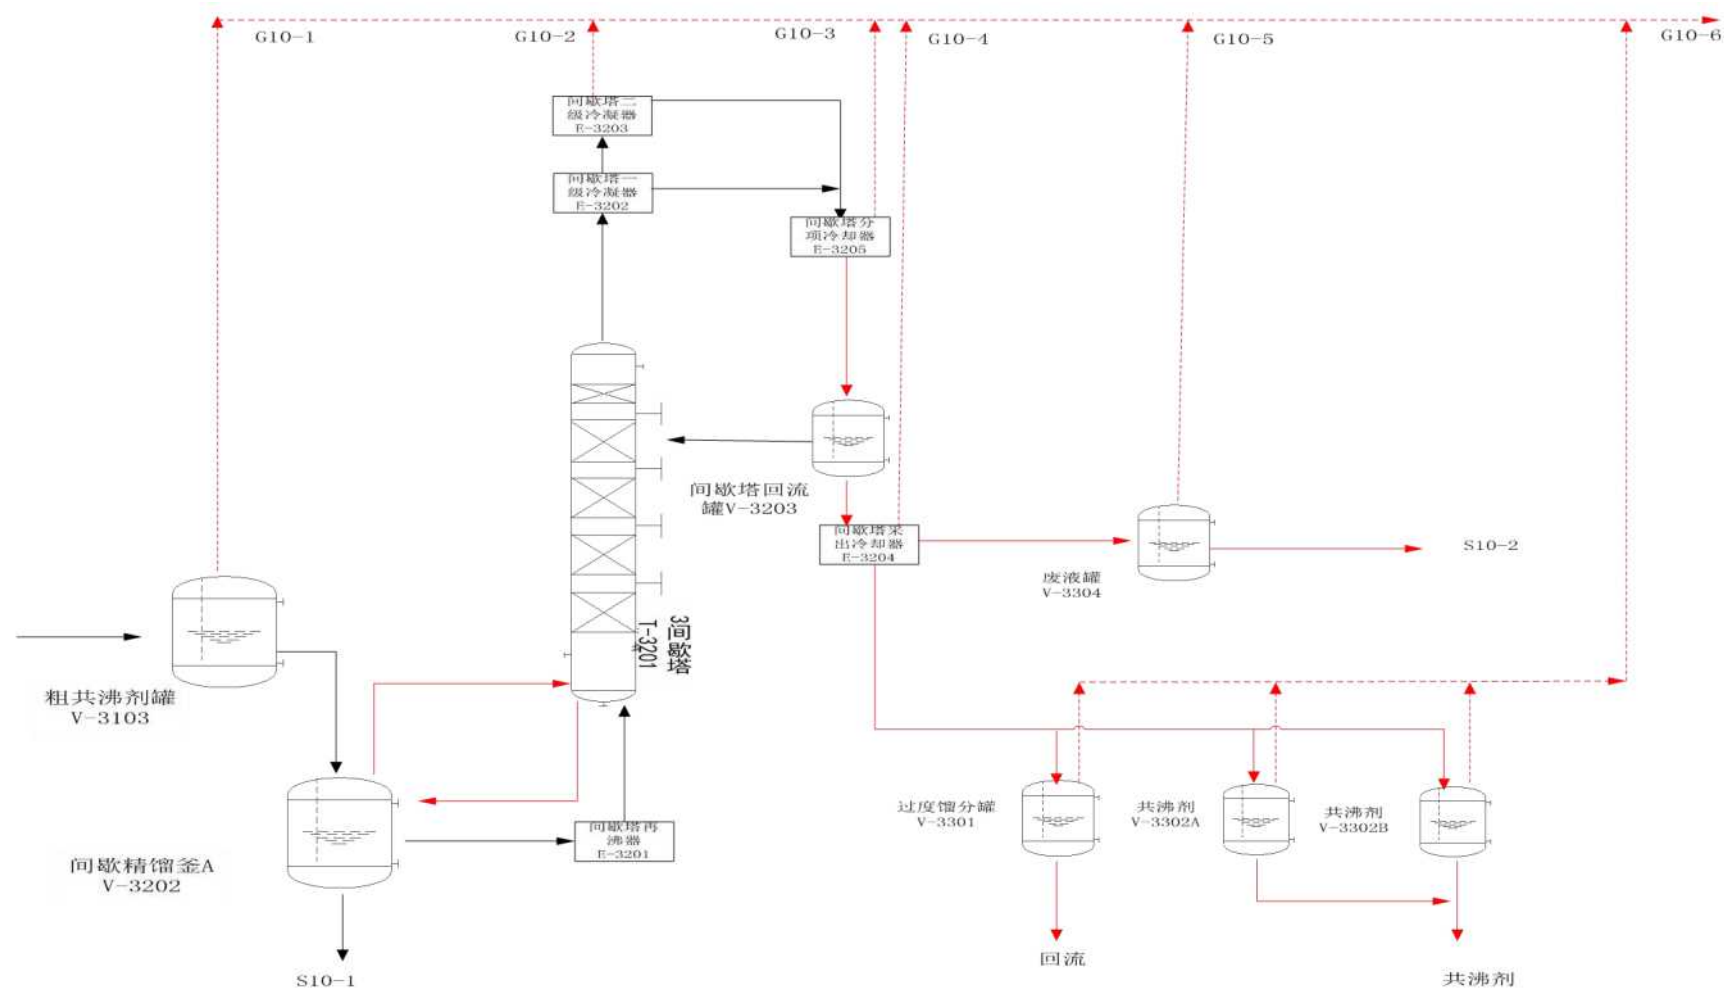 G10-1
G10-2
G10-3
G10-4
G10-5
G10-6
间歇塔二
级冷凝器
E-3203
间歇塔一
级冷凝器
E-3202
间歇塔分
项冷却器
E-3205
间歇塔回流
罐V-3203
间歇塔采
出冷却器
E-3204
废液罐
V-3304
S10-2
3间歇塔
T-3201
粗共沸剂罐
V-3103
间歇精馏釜A
V-3202
间歇塔再
沸器
E-3201
过度馏分罐
V-3301
共沸剂
V-3302A
共沸剂
V-3302B
S10-1
回流
共沸剂